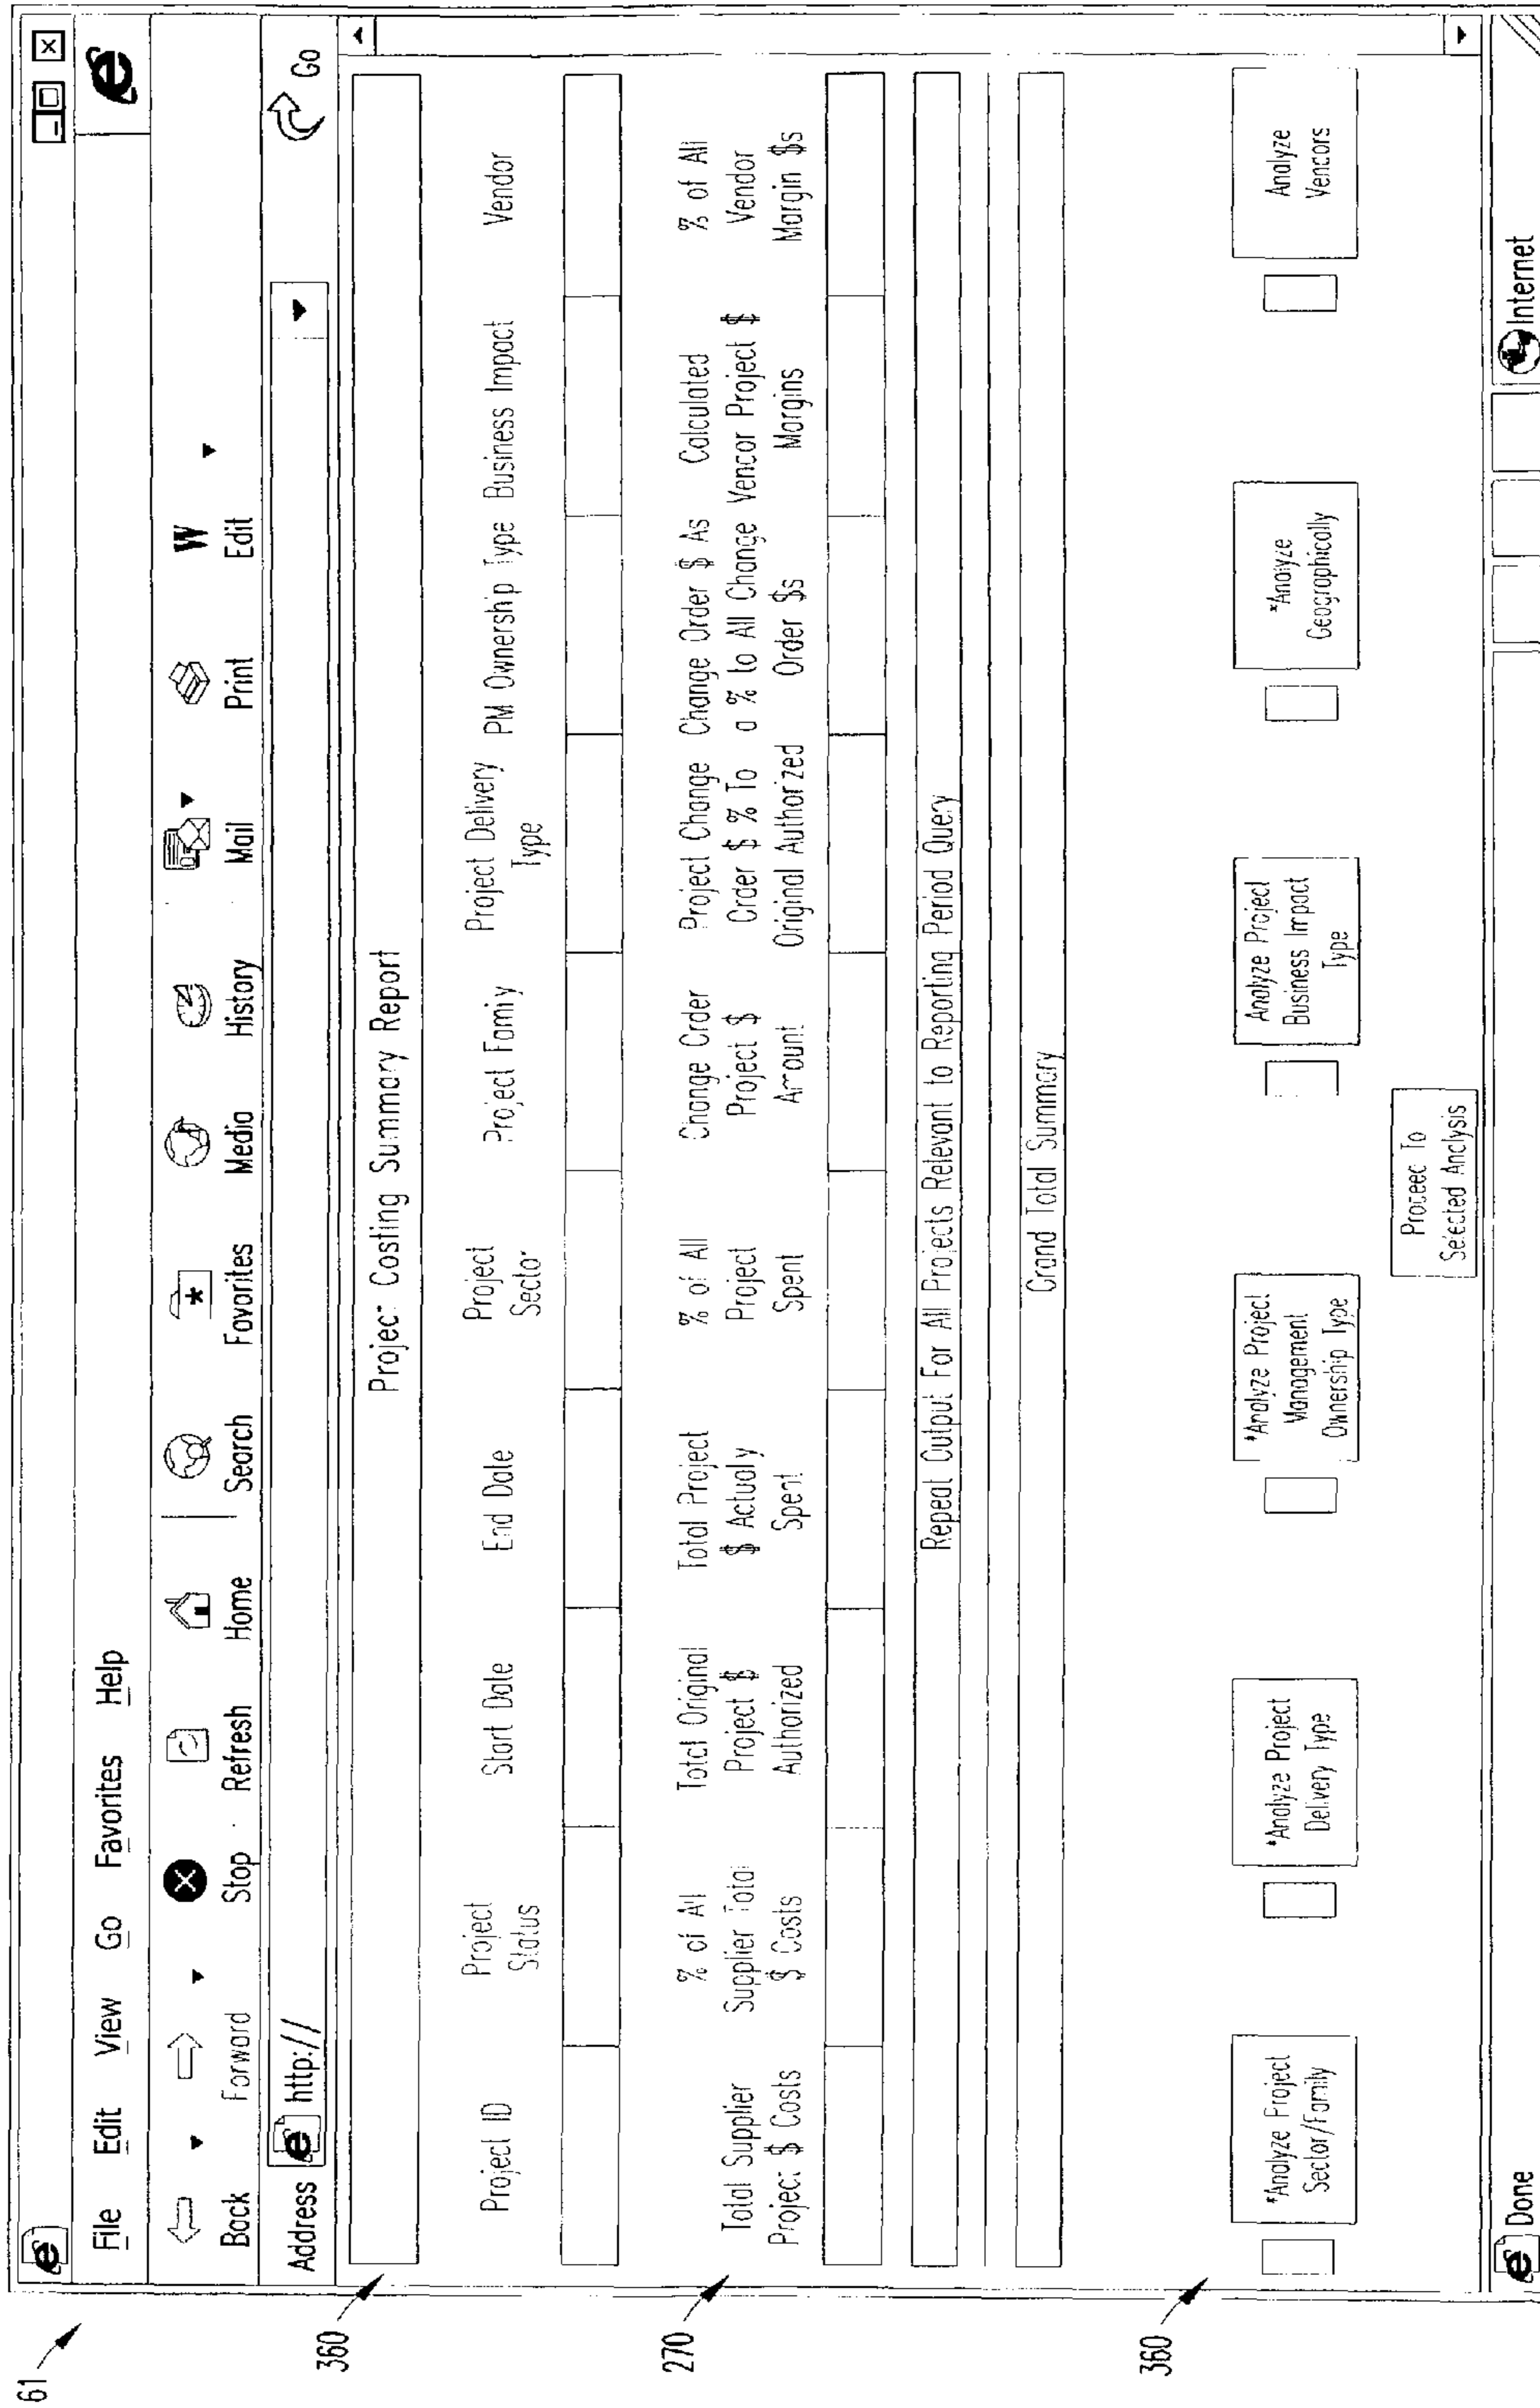 61
File Edit View Go Favorites Help
Back Forward Stop Refresh Home Search Favorites Media History Mail Print Edit
Address http:// Go
360
Project Costing Summary Report
Project ID
Project
Status
Start Date
End Date
Project
Sector
Project Family
Project Delivery
Type
PM Ownership Type
Business Impact
Vendor
270
Total Supplier
Project $ Costs
% of All
Supplier Total
$ Costs
Total Original
Project $
Authorized
Total Project
$ Actually
Spent
% of All
Project
Spent
Change Order
Project $
Amount
Project Change
Order $ % To
Original Authorized
Change Order $ As
a % to All Change
Order $s
Calculated
Vendor Project $
Margins
% of All
Vendor
Margin $s
Repeat Output For All Projects Relevant to Reporting Period Query
Grand Total Summary
360
*Analyze Project
Sector/Family
*Analyze Project
Delivery Type
*Analyze Project
Management
Ownership Type
Analyze Project
Business Impact
Type
*Analyze
Geographically
Analyze
Vendors
Proceed To
Selected Analysis
Done
Internet